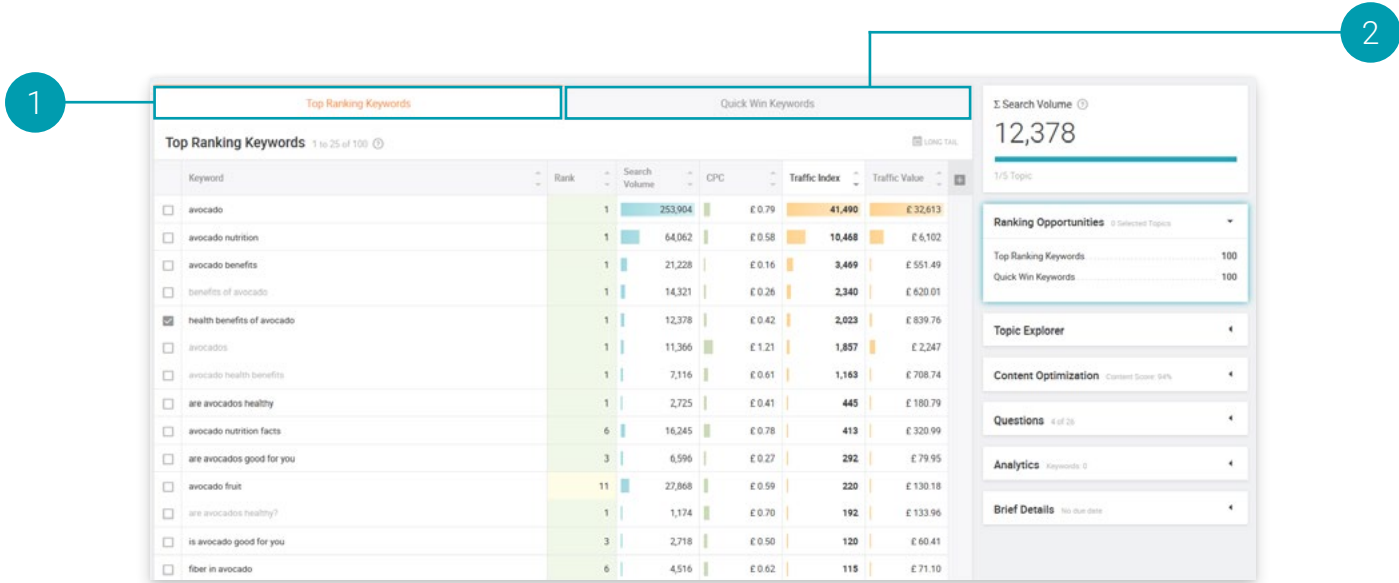 2
1
Top Ranking Keywords
Quick Win Keywords
Top Ranking Keywords 1 to 25 of 100 ?
LONG TAIL
Keyword Rank Search Volume CPC Traffic Index Traffic Value
avocado 1 253,904 £ 0.79 41,490 £ 32,613
avocado nutrition 1 64,062 £ 0.58 10,468 £ 6,102
avocado benefits 1 21,228 £ 0.16 3,469 £ 551.49
benefits of avocado 1 14,321 £ 0.26 2,340 £ 620.01
health benefits of avocado 1 12,378 £ 0.42 2,023 £ 839.76
avocados 1 11,366 £ 1.21 1,857 £ 2,247
avocado health benefits 1 7,116 £ 0.61 1,163 £ 708.74
are avocados healthy 1 2,725 £ 0.41 445 £ 180.79
avocado nutrition facts 6 16,245 £ 0.78 413 £ 320.99
are avocados good for you 3 6,596 £ 0.27 292 £ 79.95
avocado fruit 11 27,868 £ 0.59 220 £ 130.18
are avocados healthy? 1 1,174 £ 0.70 192 £ 133.96
is avocado good for you 3 2,718 £ 0.50 120 £ 60.41
fiber in avocado 6 4,516 £ 0.62 115 £ 71.10
Σ Search Volume ?
12,378
1/5 Topic
Ranking Opportunities 0 Selected Topics
Top Ranking Keywords 100
Quick Win Keywords 100
Topic Explorer
Content Optimization Content Score: 94%
Questions 4 of 26
Analytics Keywords: 0
Brief Details No due date